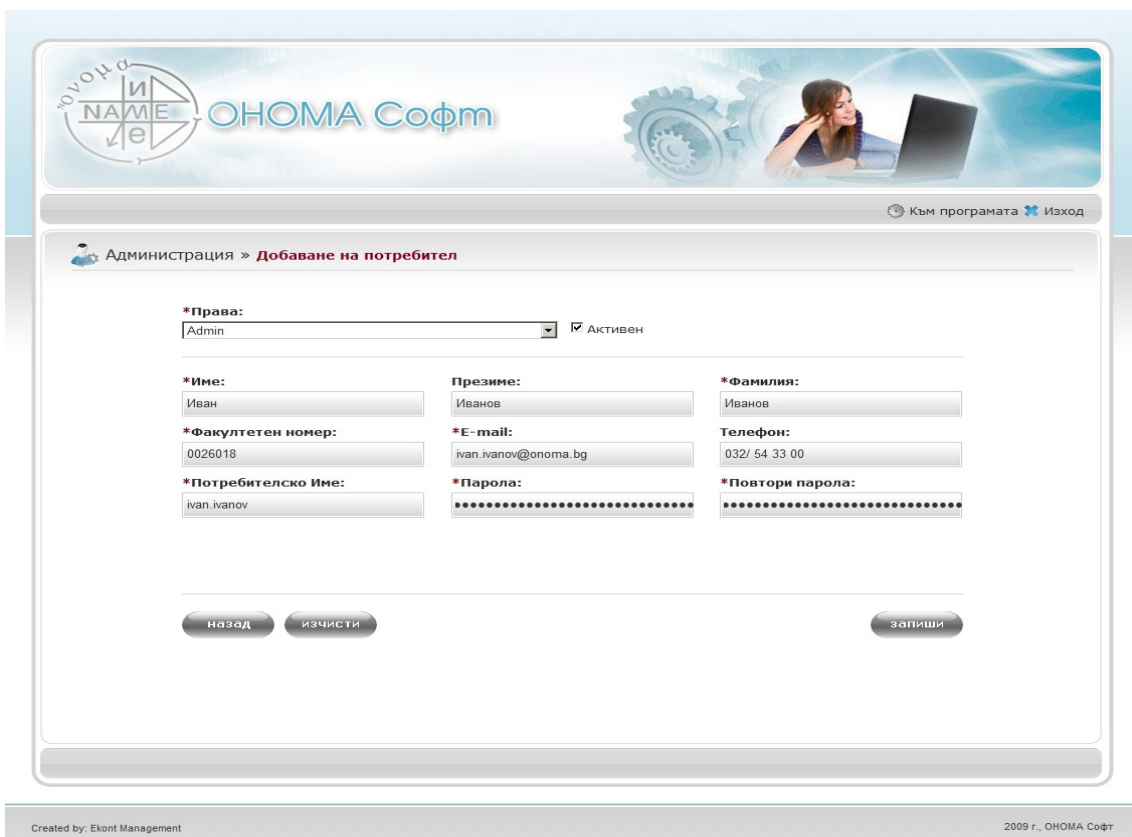 ὄνομα
И
NAME
е
ОНОМА Софт
Към програмата Изход
Администрация » Добаване на потребител
*Права:
Admin Активен
*Име: Презиме: *Фамилия:
Иван Иванов Иванов
*Факултетен номер: *E-mail: Телефон:
0026018 ivan.ivanov@onoma.bg 032/ 54 33 00
*Потребителско Име: *Парола: *Повтори парола:
ivan.ivanov
назад изчисти запиши
Created by: Ekont Management 2009 г., ОНОМА Софт